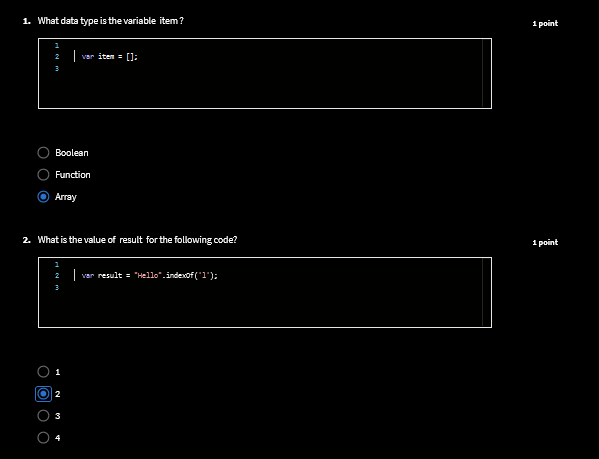 1. What data type is the variable item ?
1 point
1
2 var item = [];
3
Boolean
Function
Array
2. What is the value of result for the following code?
1 point
1
2 var result = "Hello".indexOf('l');
3
1
2
3
4